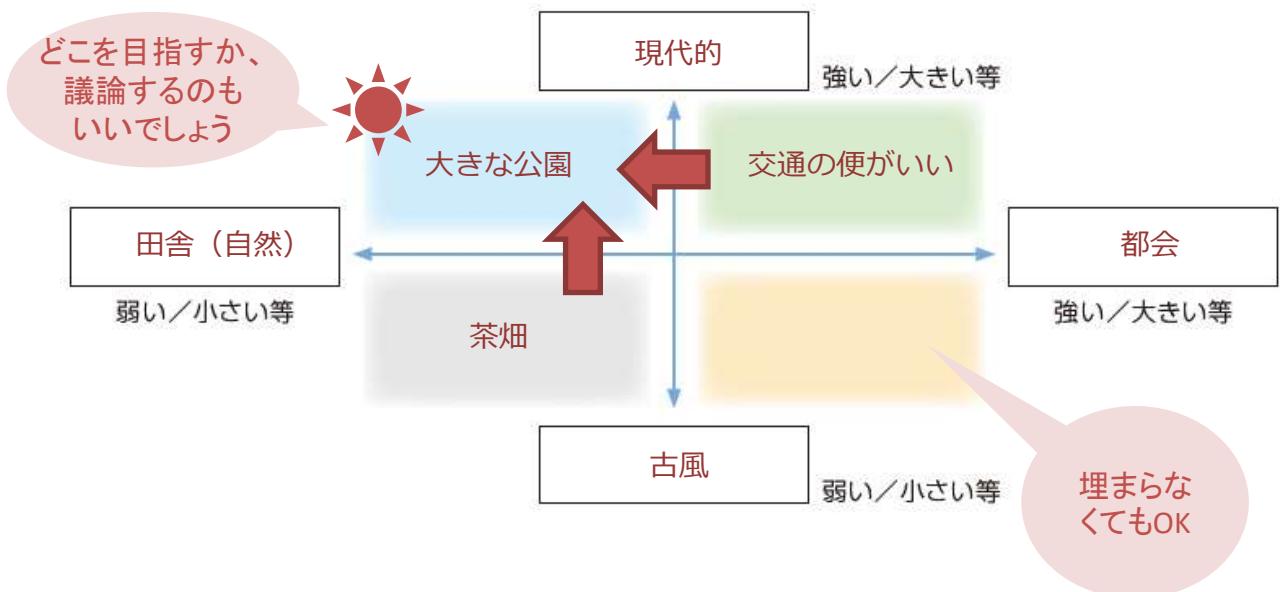 どこを目指すか、
議論するのも
いいでしょう
現代的
強い／大きい等
大きな公園
交通の便がいい
田舎（自然）
都会
弱い／小さい等
強い／大きい等
茶畑
古風
弱い／小さい等
埋まらな
くてもOK